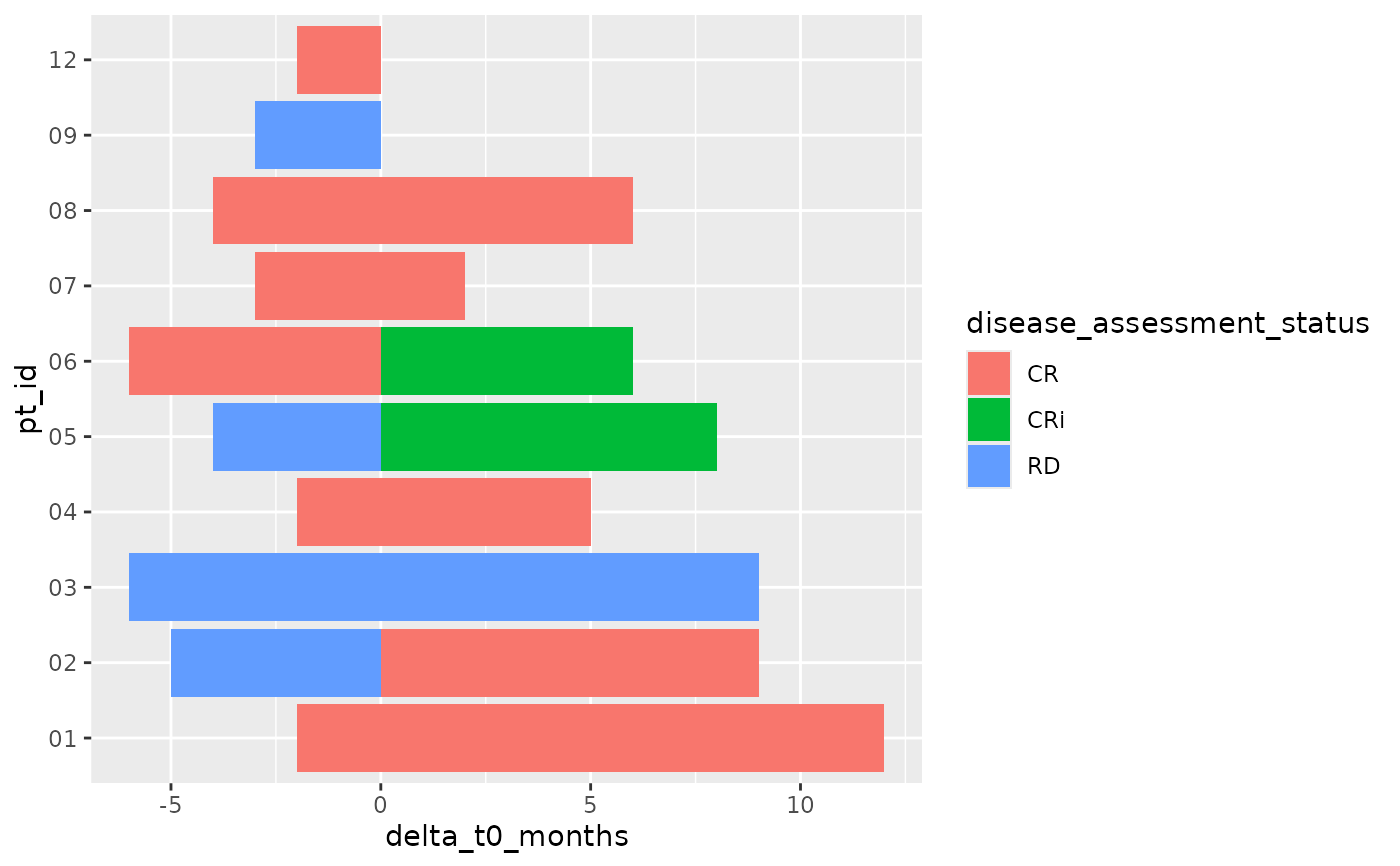 12
09
08
07
06
05
04
03
02
01
pt_id
-5 0 5 10
delta_t0_months
disease_assessment_status
CR
CRi
RD